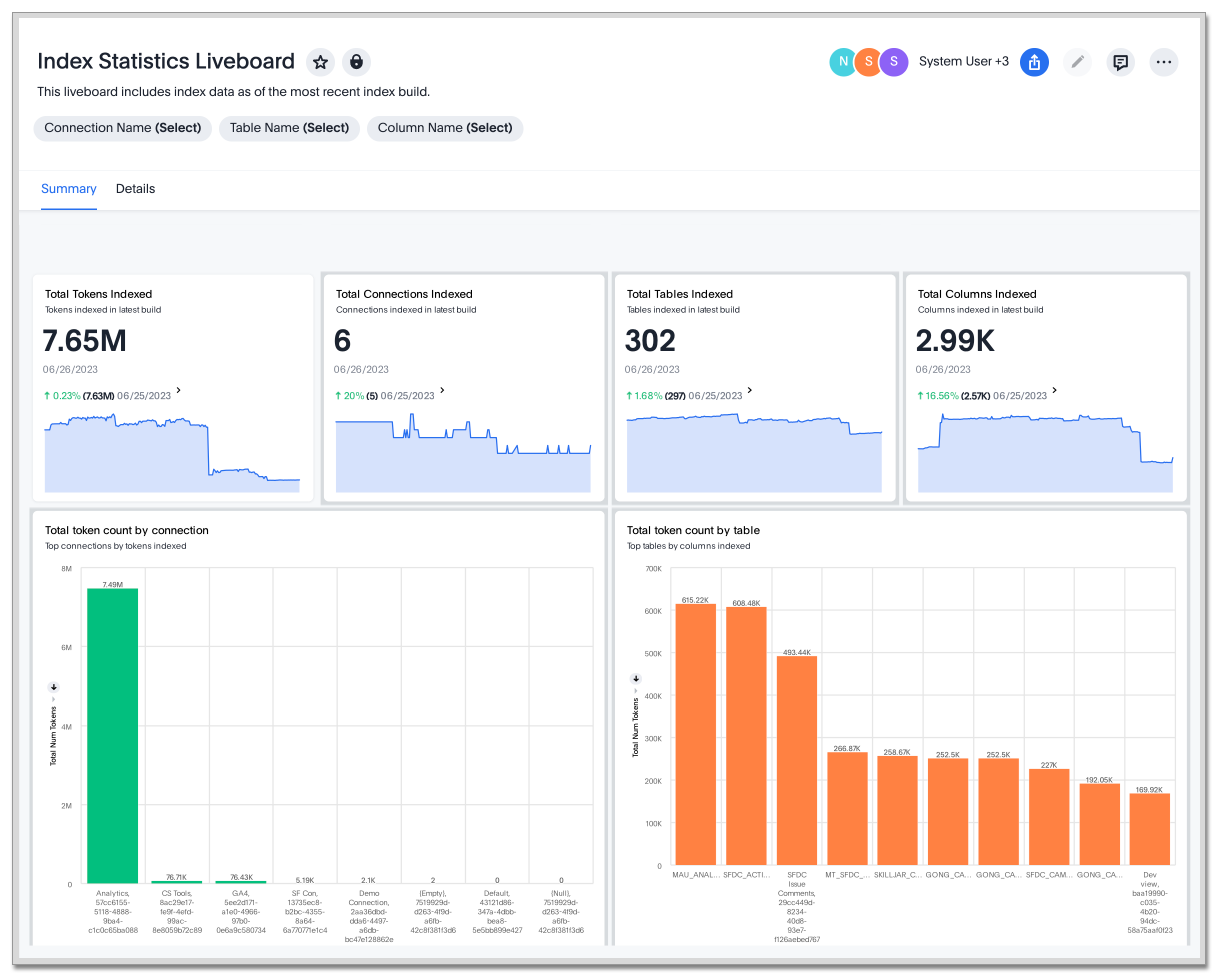 Index Statistics Liveboard
N S S System User +3
This liveboard includes index data as of the most recent index build.
Connection Name (Select) Table Name (Select) Column Name (Select)
Summary Details
Total Tokens Indexed
Tokens indexed in latest build
7.65M
06/26/2023
↑ 0.23% (7.63M) 06/25/2023
Total Connections Indexed
Connections indexed in latest build
6
06/26/2023
↑ 20% (5) 06/25/2023
Total Tables Indexed
Tables indexed in latest build
302
06/26/2023
↑ 1.68% (297) 06/25/2023
Total Columns Indexed
Columns indexed in latest build
2.99K
06/26/2023
↑ 16.56% (2.57K) 06/25/2023
Total token count by connection
Top connections by tokens indexed
Total Num Tokens
8M
6M
4M
2M
0
7.49M
76.71K
76.43K
5.19K
2.1K
2
0
0
Analytics,
57cc6155-
5118-4888-
9ba4-
c1c0c65ba088
CS Tools,
8ac29e17-
fe9f-4efd-
99ac-
8e8059b72c89
GA4,
5ee2d171-
a1e0-4966-
97b0-
0e6a9c580734
SF Con,
13735ec8-
b2bc-4355-
8a64-
6a770771e1c4
Demo
Connection,
2aa36dbd-
dda6-4497-
a6db-
bc47e128862e
(Empty),
7519929d-
d263-4f9d-
a6fb-
42c8f381f3d6
Default,
43121d86-
347a-4dbb-
bea8-
5e5bb899e427
(Null),
7519929d-
d263-4f9d-
a6fb-
42c8f381f3d6
Total token count by table
Top tables by columns indexed
Total Num Tokens
700K
600K
500K
400K
300K
200K
100K
0
615.22K
608.48K
493.44K
266.87K
258.67K
252.5K
252.5K
227K
192.05K
169.92K
MAU_ANAL...
SFDC_ACTI...
SFDC
Issue
Comments,
29cc449d-
8234-
40d8-
93e7-
f126aebed767
MT_SFDC_...
SKILLJAR_C...
GONG_CA...
GONG_CA...
SFDC_CAM...
GONG_CA...
Dev
view,
baa19990-
c035-
4b20-
94dc-
58a75aaf0f23